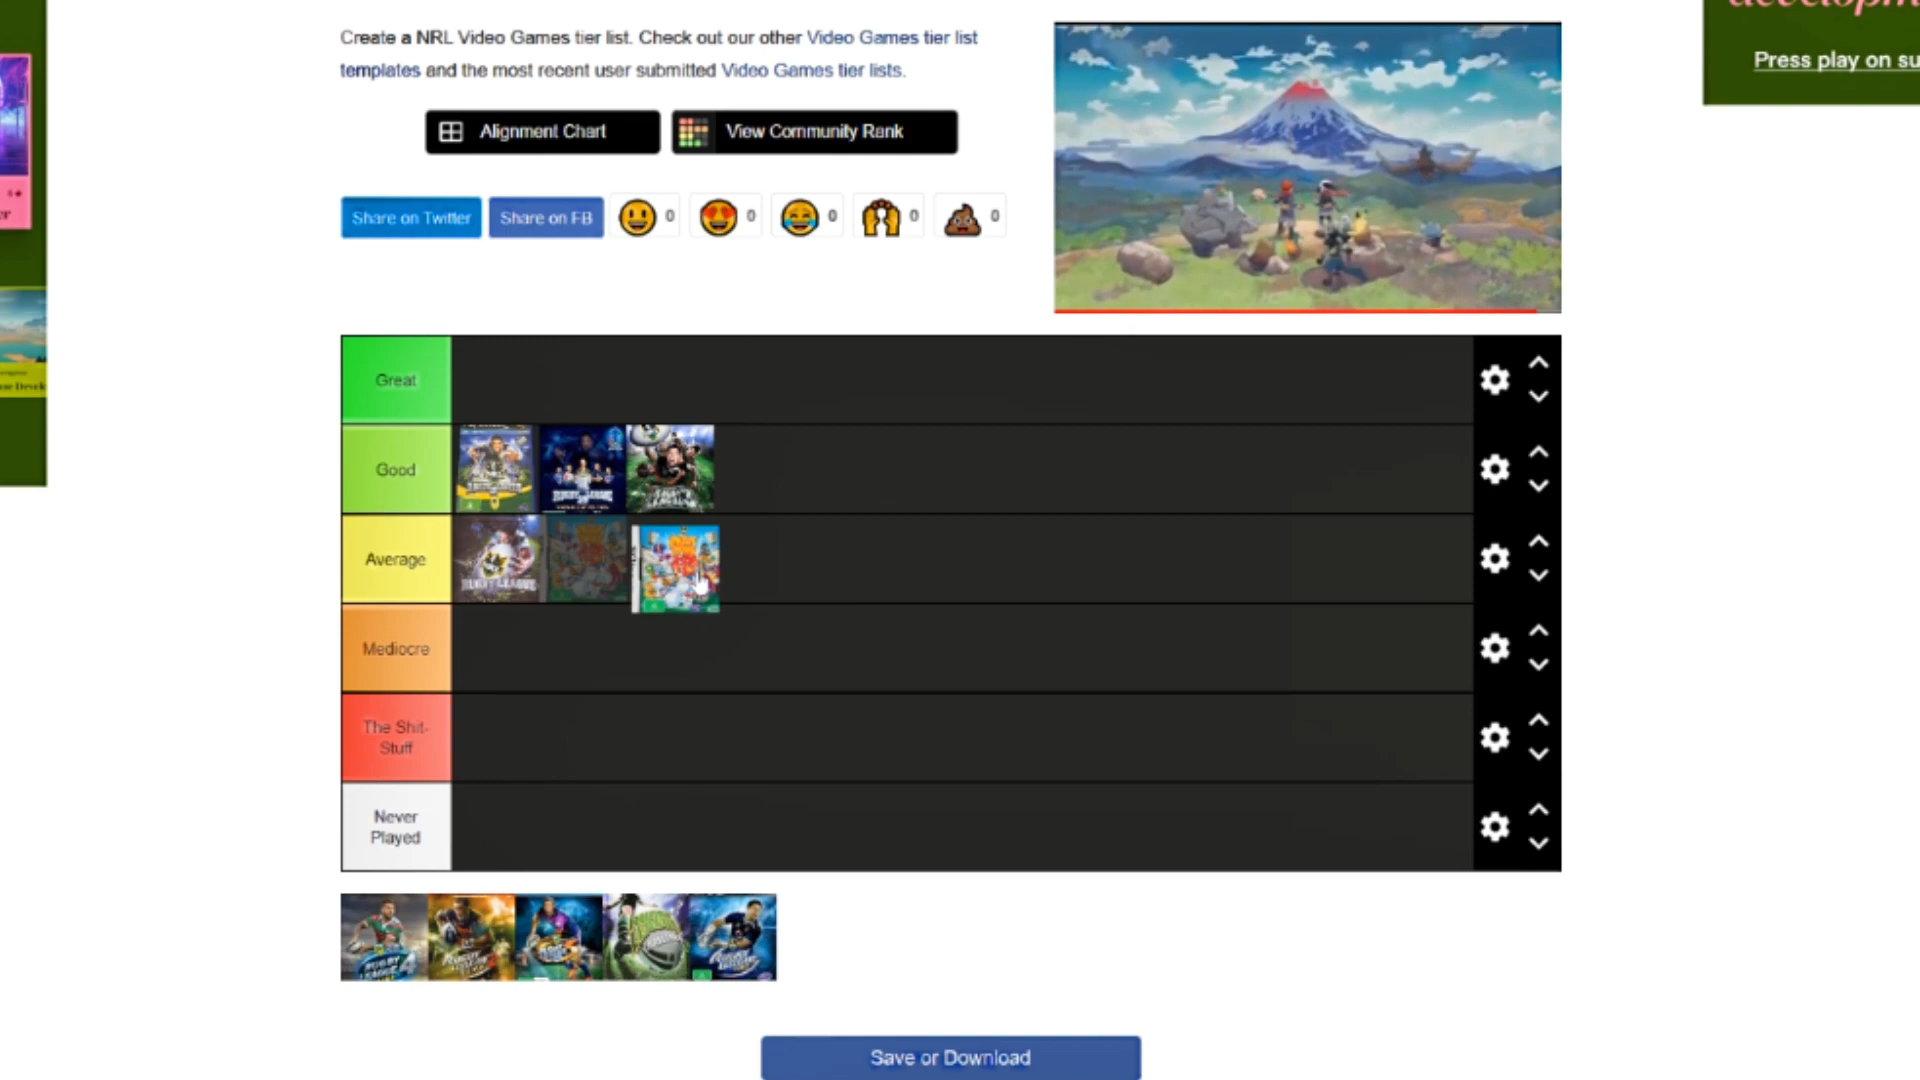 Press play on su
Create a NRL Video Games tier list. Check out our other Video Games tier list
templates and the most recent user submitted Video Games tier lists.
Alignment Chart
View Community Rank
Share on Twitter
Share on FB
0
0
0
0
0
Great
Good
Average
Mediocre
The Shit-
Stuff
Never
Played
Save or Download